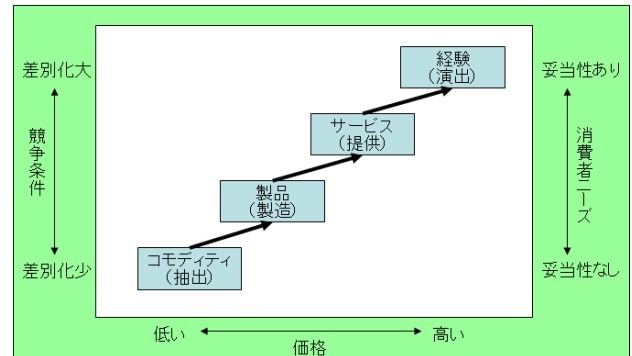 経験
(演出)
差別化大
妥当性あり
サービス
(提供)
競争条件
消費者ニーズ
製品
(製造)
コモディティ
(抽出)
差別化少
妥当性なし
低い
高い
価格